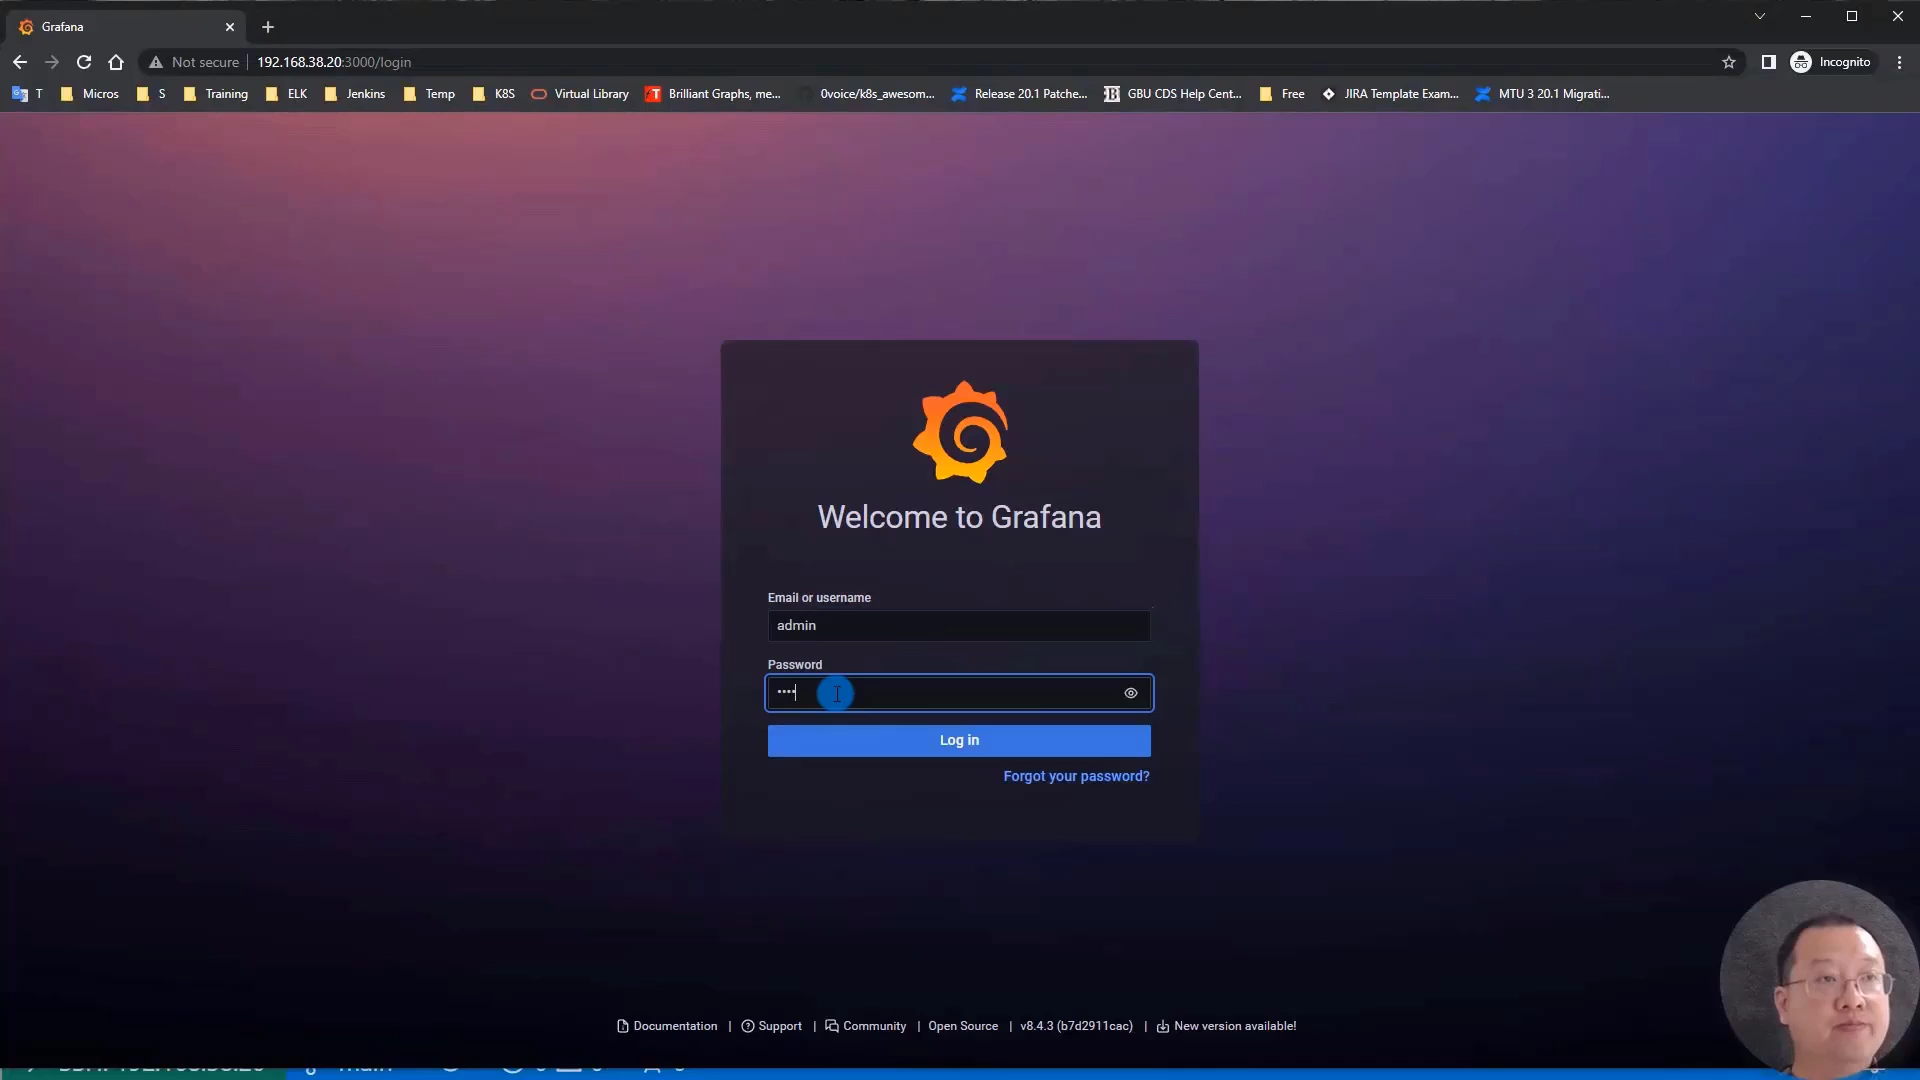 Grafana
Not secure 192.168.38.20:3000/login Incognito
T Micros S Training ELK Jenkins Temp K8S Virtual Library Brilliant Graphs, me... 0voice/k8s_awesom... Release 20.1 Patche... GBU CDS Help Cent... Free JIRA Template Exam... MTU 3 20.1 Migrati...
Welcome to Grafana
Email or username
admin
Password
••••
Log in
Forgot your password?
Documentation | Support | Community | Open Source | v8.4.3 (b7d2911cac) | New version available!